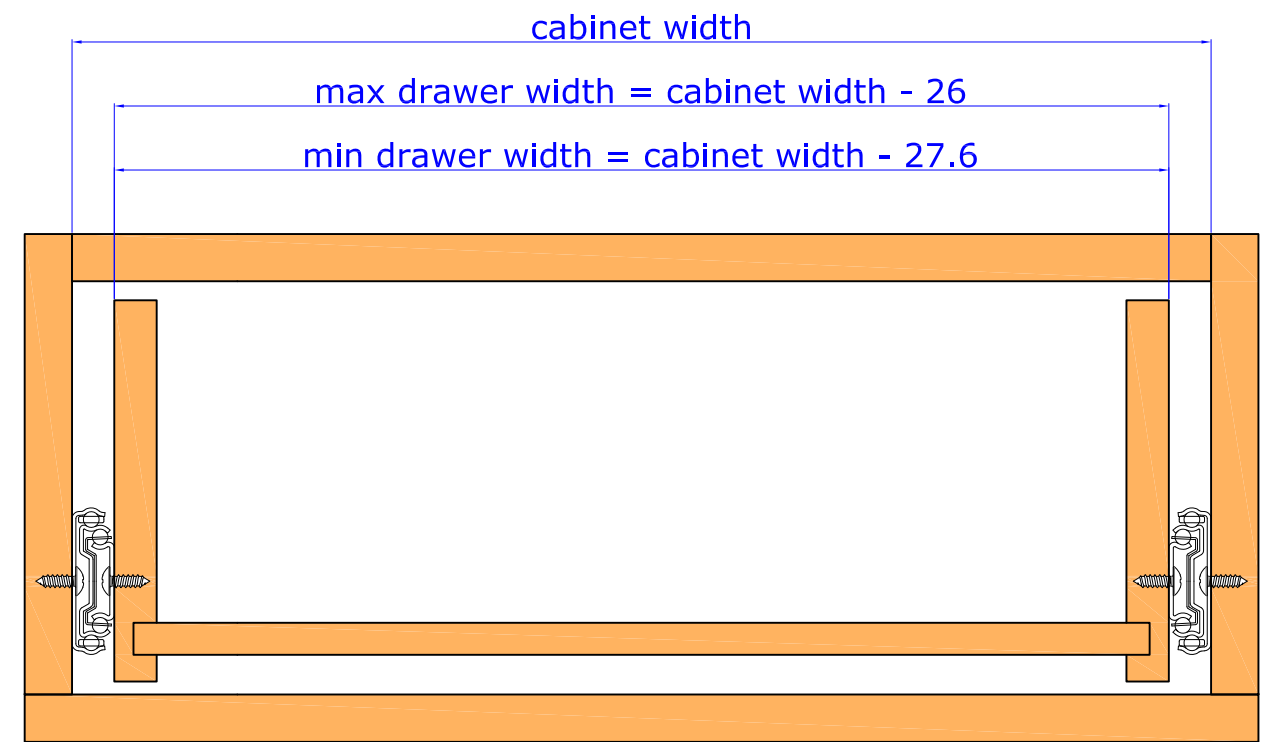 cabinet width
max drawer width = cabinet width - 26
min drawer width = cabinet width - 27.6